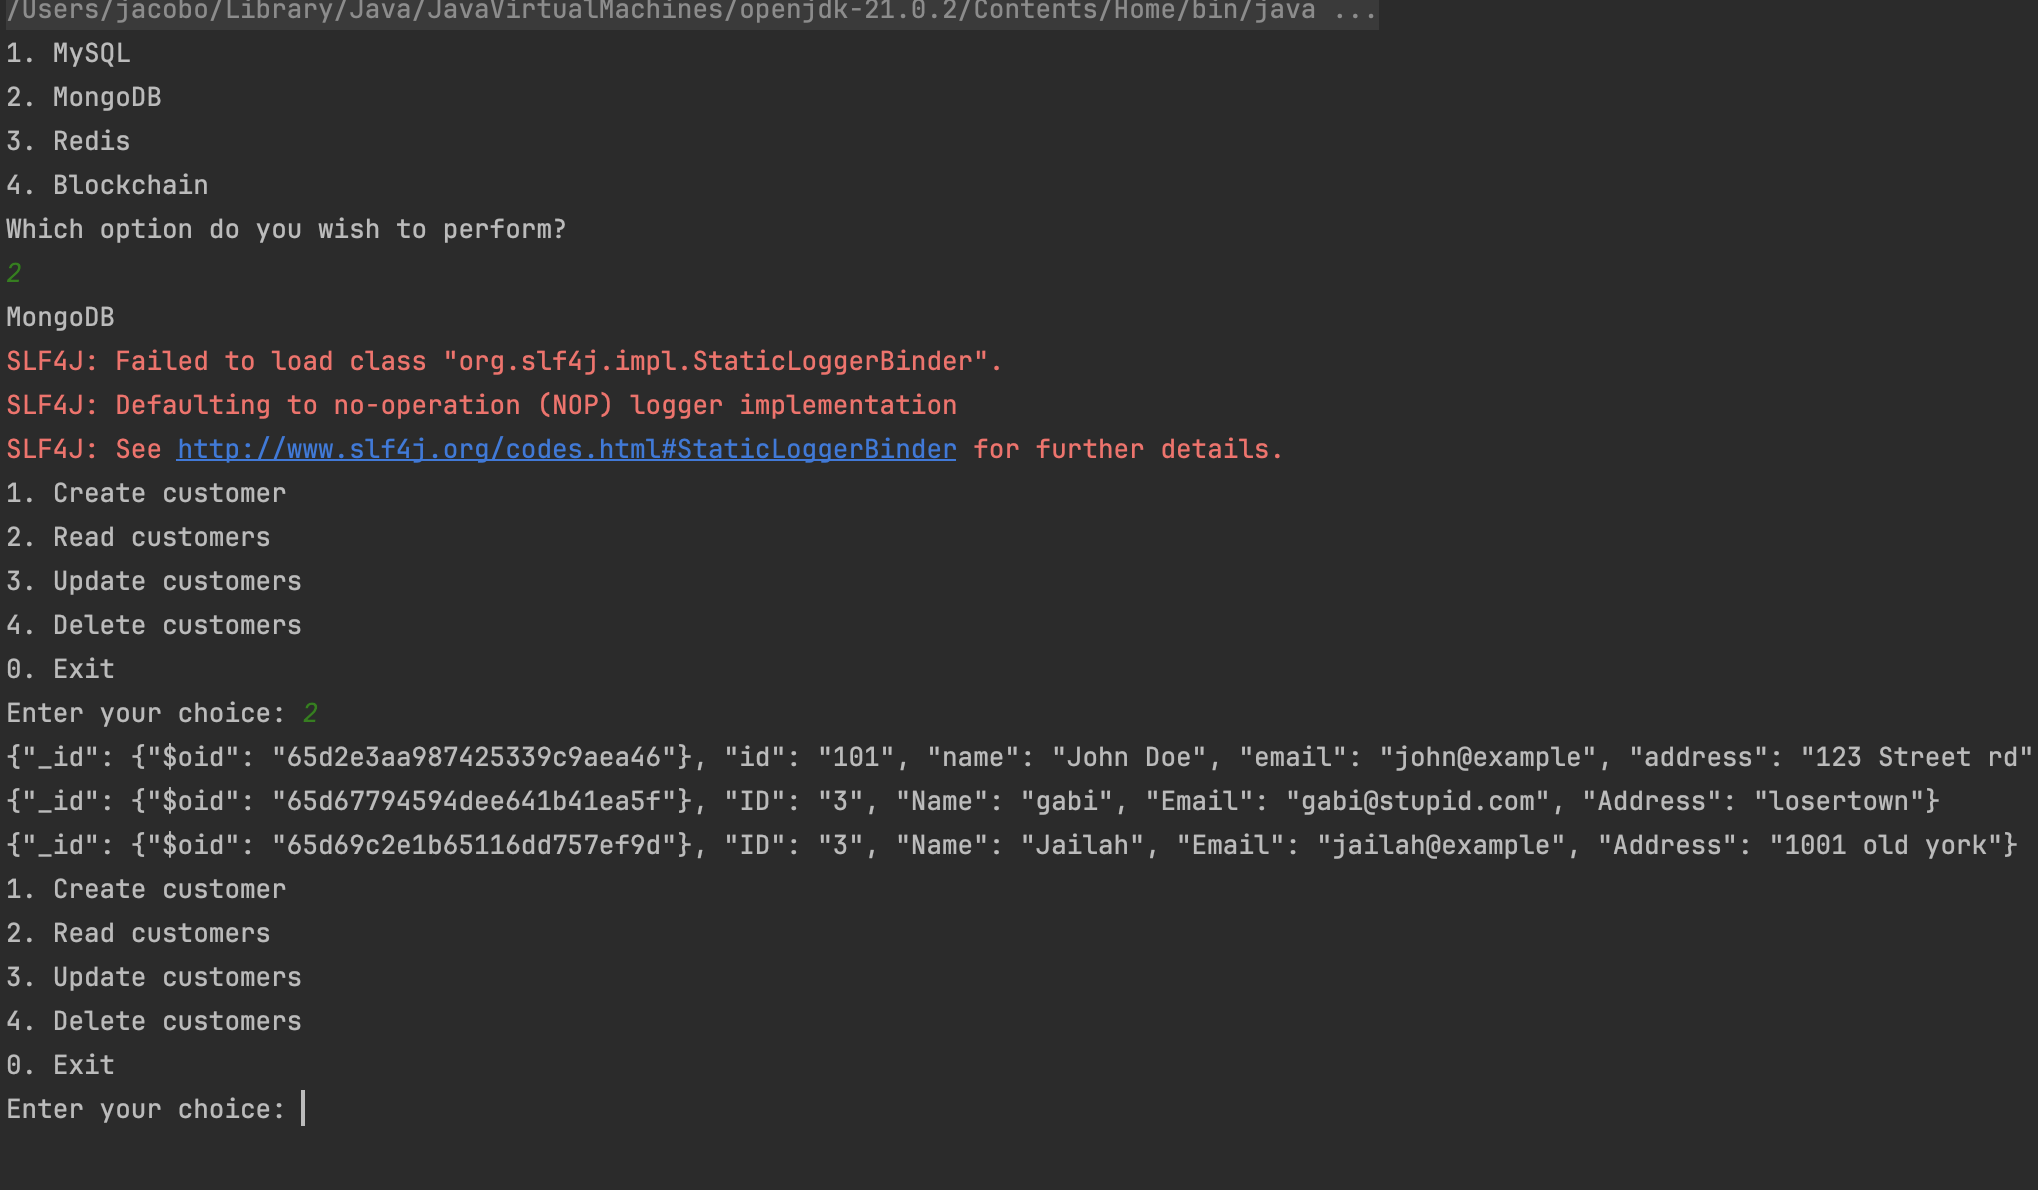 /Users/jacobo/Library/Java/JavaVirtualMachines/openjdk-21.0.2/Contents/Home/bin/java ...
1. MySQL
2. MongoDB
3. Redis
4. Blockchain
Which option do you wish to perform?
2
MongoDB
SLF4J: Failed to load class "org.slf4j.impl.StaticLoggerBinder".
SLF4J: Defaulting to no-operation (NOP) logger implementation
SLF4J: See http://www.slf4j.org/codes.html#StaticLoggerBinder for further details.
1. Create customer
2. Read customers
3. Update customers
4. Delete customers
0. Exit
Enter your choice: 2
{"_id": {"$oid": "65d2e3aa987425339c9aea46"}, "id": "101", "name": "John Doe", "email": "john@example", "address": "123 Street rd"
{"_id": {"$oid": "65d67794594dee641b41ea5f"}, "ID": "3", "Name": "gabi", "Email": "gabi@stupid.com", "Address": "losertown"}
{"_id": {"$oid": "65d69c2e1b65116dd757ef9d"}, "ID": "3", "Name": "Jailah", "Email": "jailah@example", "Address": "1001 old york"}
1. Create customer
2. Read customers
3. Update customers
4. Delete customers
0. Exit
Enter your choice: